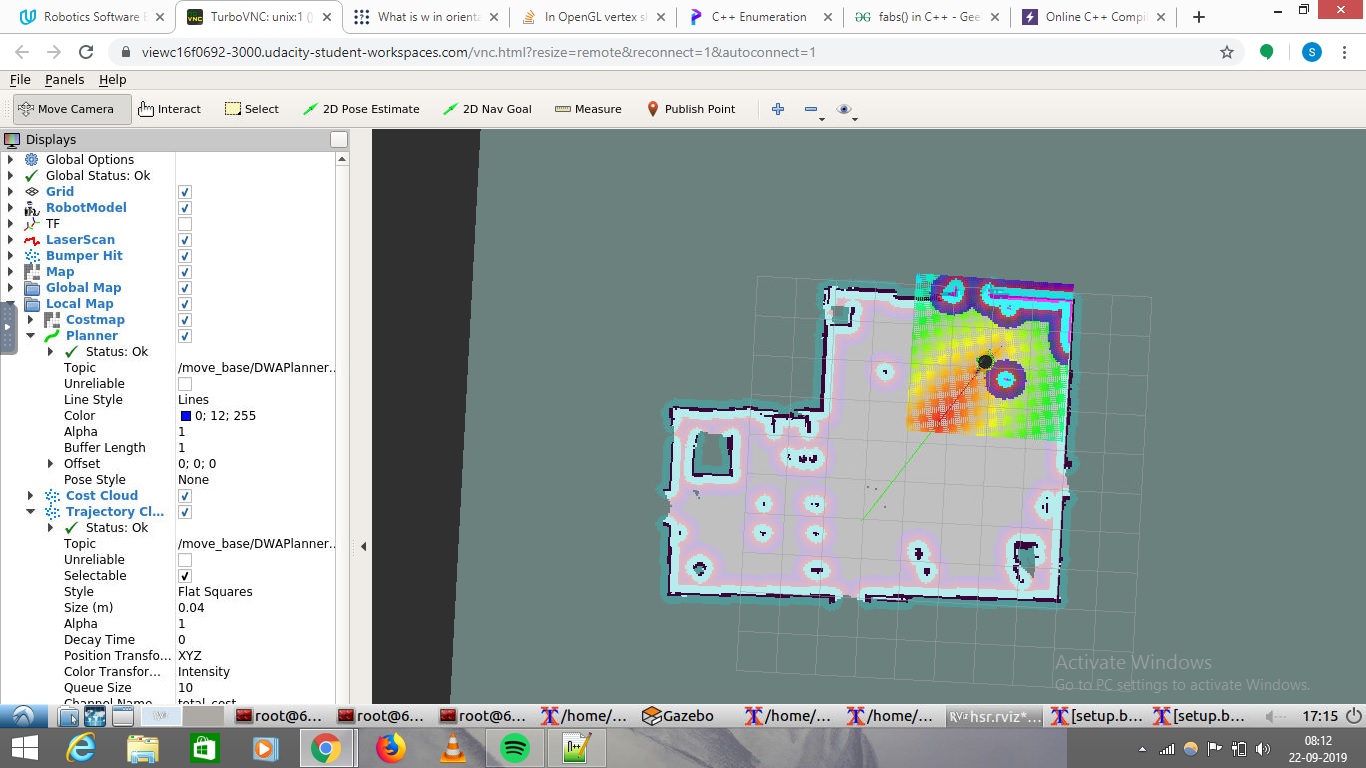 Robotics Software E
TurboVNC: unix:1 ()
What is w in orienta
In OpenGL vertex sh
C++ Enumeration
fabs() in C++ - Gee
Online C++ Compi
viewc16f0692-3000.udacity-student-workspaces.com/vnc.html?resize=remote&reconnect=1&autoconnect=1
S
File Panels Help
Move Camera Interact Select 2D Pose Estimate 2D Nav Goal Measure Publish Point
Displays
Global Options
Global Status: Ok
Grid
RobotModel
TF
LaserScan
Bumper Hit
Map
Global Map
Local Map
Costmap
Planner
Status: Ok
Topic /move_base/DWAPlanner...
Unreliable
Line Style Lines
Color 0; 12; 255
Alpha 1
Buffer Length 1
Offset 0; 0; 0
Pose Style None
Cost Cloud
Trajectory Cl...
Status: Ok
Topic /move_base/DWAPlanner...
Unreliable
Selectable
Style Flat Squares
Size (m) 0.04
Alpha 1
Decay Time 0
Position Transfo... XYZ
Color Transfor... Intensity
Queue Size 10
Channel Name total_cost
Activate Windows
Go to PC settings to activate Windows.
root@6... root@6... root@6... /home/... Gazebo /home/... /home/... RViz hsr.rviz*... [setup.b... [setup.b... 17:15
08:12
22-09-2019